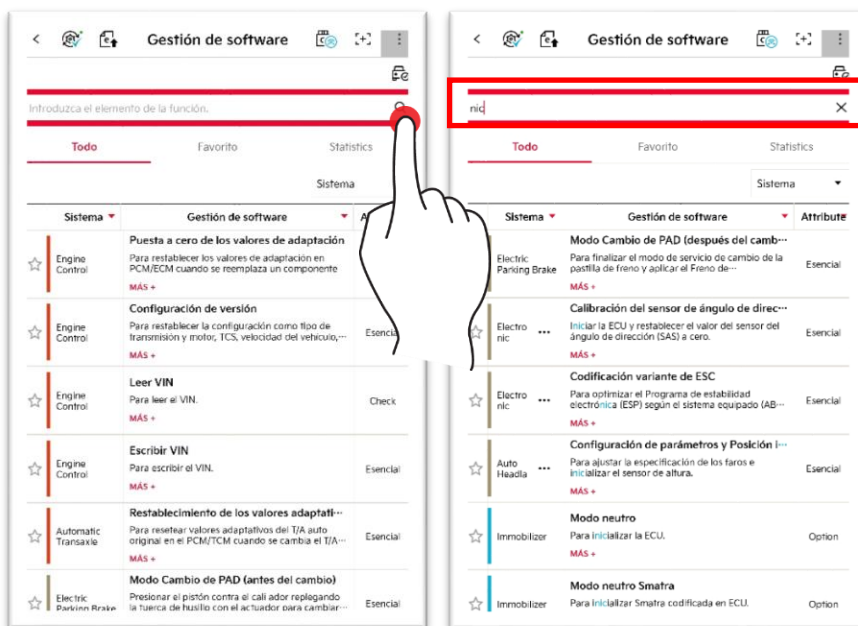 Gestión de software
Introduzca el elemento de la función.
Todo Favorito Statistics
Sistema
Sistema Gestión de software
Engine
Control
Puesta a cero de los valores de adaptación
Para restablecer los valores de adaptación en
PCM/ECM cuando se reemplaza un componente
MÁS +
Engine
Control
Configuración de versión
Para restablecer la configuración como tipo de
transmisión y motor, TCS, velocidad del vehículo,···
MÁS +
Esencial
Engine
Control
Leer VIN
Para leer el VIN.
MÁS +
Check
Engine
Control
Escribir VIN
Para escribir el VIN.
MÁS +
Esencial
Automatic
Transaxle
Restablecimiento de los valores adaptati···
Para resetear valores adaptativos del T/A auto
original en el PCM/TCM cuando se cambia el T/A···
MÁS +
Esencial
Electric
Parking Brake
Modo Cambio de PAD (antes del cambio)
Presionar el pistón contra el cali ador replegando
la tuerca de husillo con el actuador para cambiar···
Esencial
Gestión de software
nic
Todo Favorito Statistics
Sistema
Sistema Gestión de software Attribute
Electric
Parking Brake
Modo Cambio de PAD (después del camb···
Para finalizar el modo de servicio de cambio de la
pastilla de freno y aplicar el Freno de···
MÁS +
Esencial
Electro
nic ···
Calibración del sensor de ángulo de direc···
Iniciar la ECU y restablecer el valor del sensor del
ángulo de dirección (SAS) a cero.
MÁS +
Esencial
Electro
nic ···
Codificación variante de ESC
Para optimizar el Programa de estabilidad
electrónica (ESP) según el sistema equipado (AB···
MÁS +
Esencial
Auto
Headla ···
Configuración de parámetros y Posición i···
Para ajustar la especificación de los faros e
inicializar el sensor de altura.
MÁS +
Esencial
Immobilizer
Modo neutro
Para inicializar la ECU.
MÁS +
Option
Immobilizer
Modo neutro Smatra
Para inicializar Smatra codificada en ECU.
Option